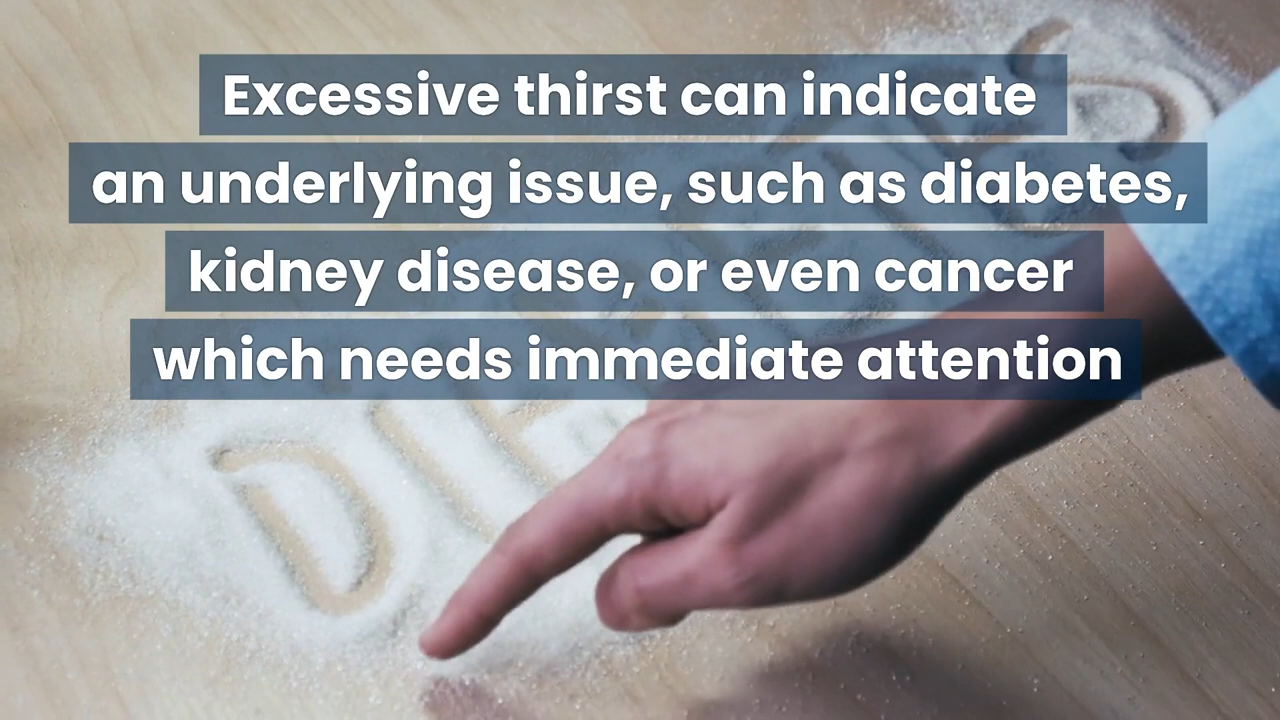 Excessive thirst can indicate
an underlying issue, such as diabetes,
kidney disease, or even cancer
which needs immediate attention